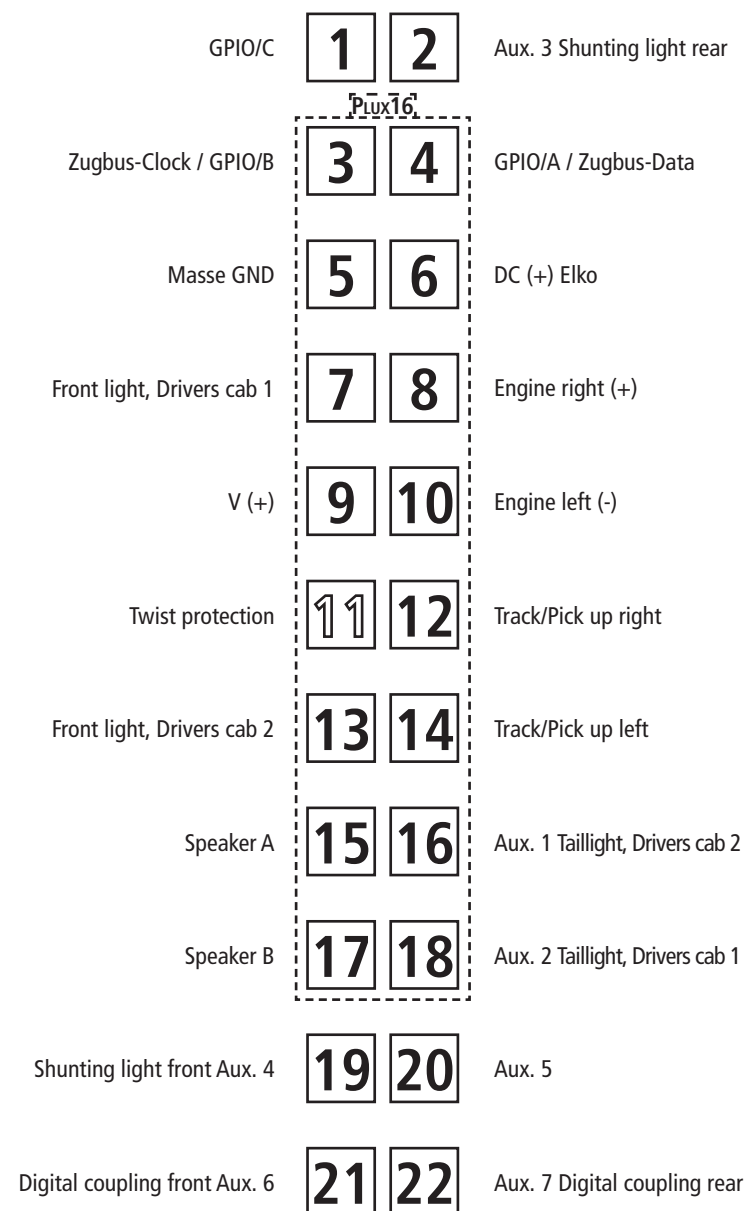 GPIO/C 1 2 Aux. 3 Shunting light rear
PLUX16
Zugbus-Clock / GPIO/B 3 4 GPIO/A / Zugbus-Data
Masse GND 5 6 DC (+) Elko
Front light, Drivers cab 1 7 8 Engine right (+)
V (+) 9 10 Engine left (-)
Twist protection 11 12 Track/Pick up right
Front light, Drivers cab 2 13 14 Track/Pick up left
Speaker A 15 16 Aux. 1 Taillight, Drivers cab 2
Speaker B 17 18 Aux. 2 Taillight, Drivers cab 1
Shunting light front Aux. 4 19 20 Aux. 5
Digital coupling front Aux. 6 21 22 Aux. 7 Digital coupling rear